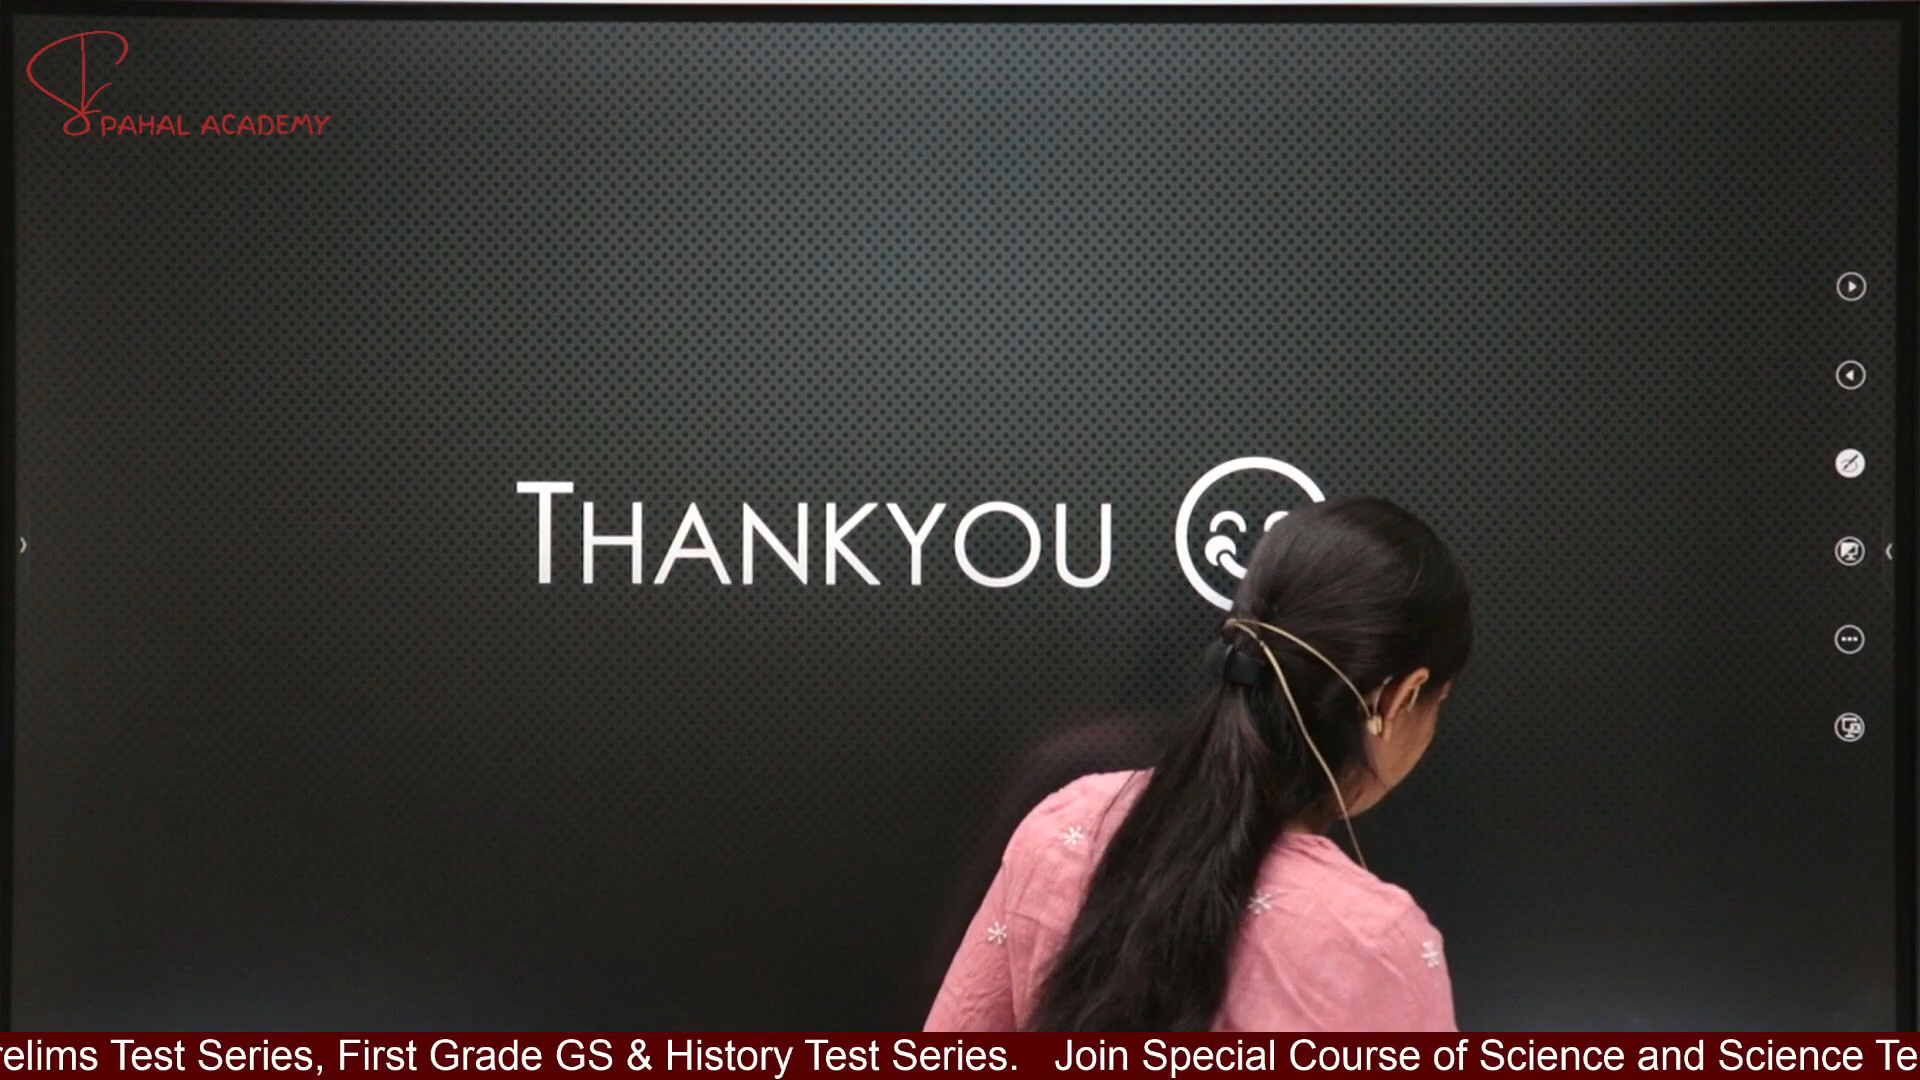 PAHAL ACADEMY
THANKYOU
relims Test Series, First Grade GS & History Test Series. Join Special Course of Science and Science Te